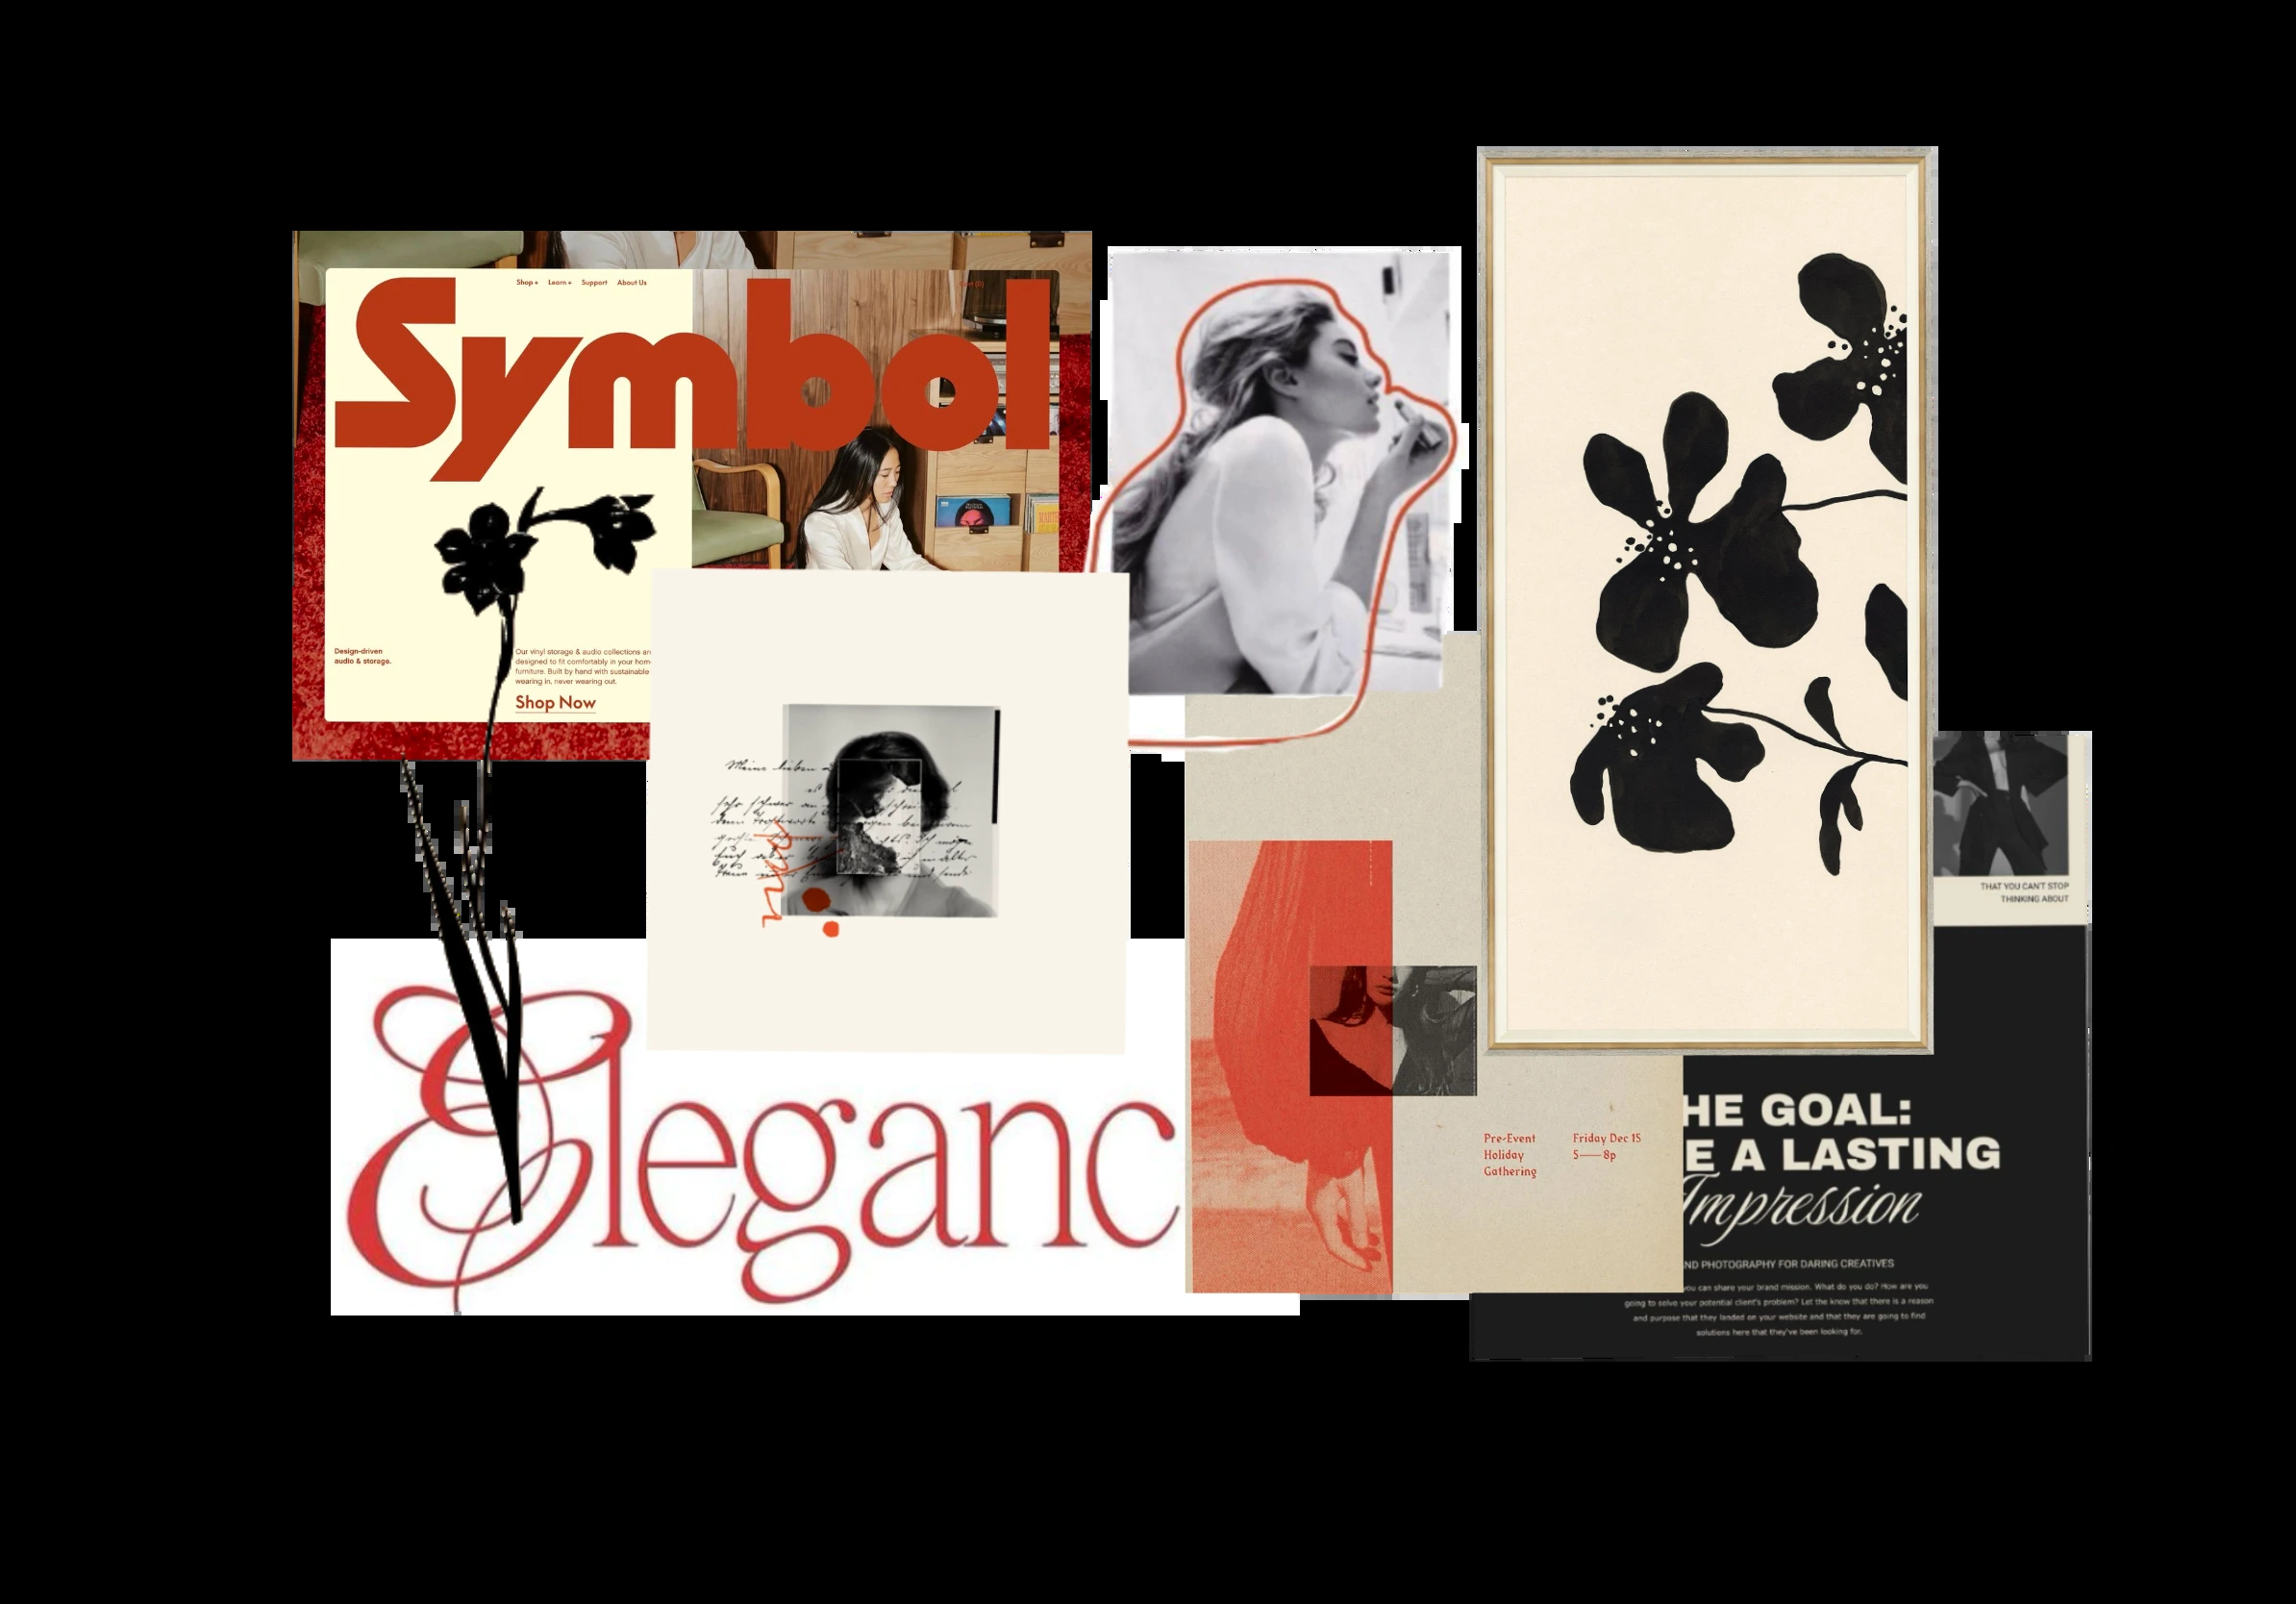 Shop + Learn + Support About Us
Symbol
Design-driven
audio & storage.
Our vinyl storage & audio collections are
designed to fit comfortably in your home
furniture. Built by hand with sustainable
wearing in, never wearing out.
Shop Now
Meine lieben
Eleganc
Pre-Event
Holiday
Gathering
Friday Dec 15
5——8p
THAT YOU CAN'T STOP
THINKING ABOUT
HE GOAL:
E A LASTING
Impression
ND PHOTOGRAPHY FOR DARING CREATIVES
you can share your brand mission. What do you do? How are you
going to solve your potential client's problem? Let the know that there is a reason
and purpose that they landed on your website and that they are going to find
solutions here that they've been looking for.